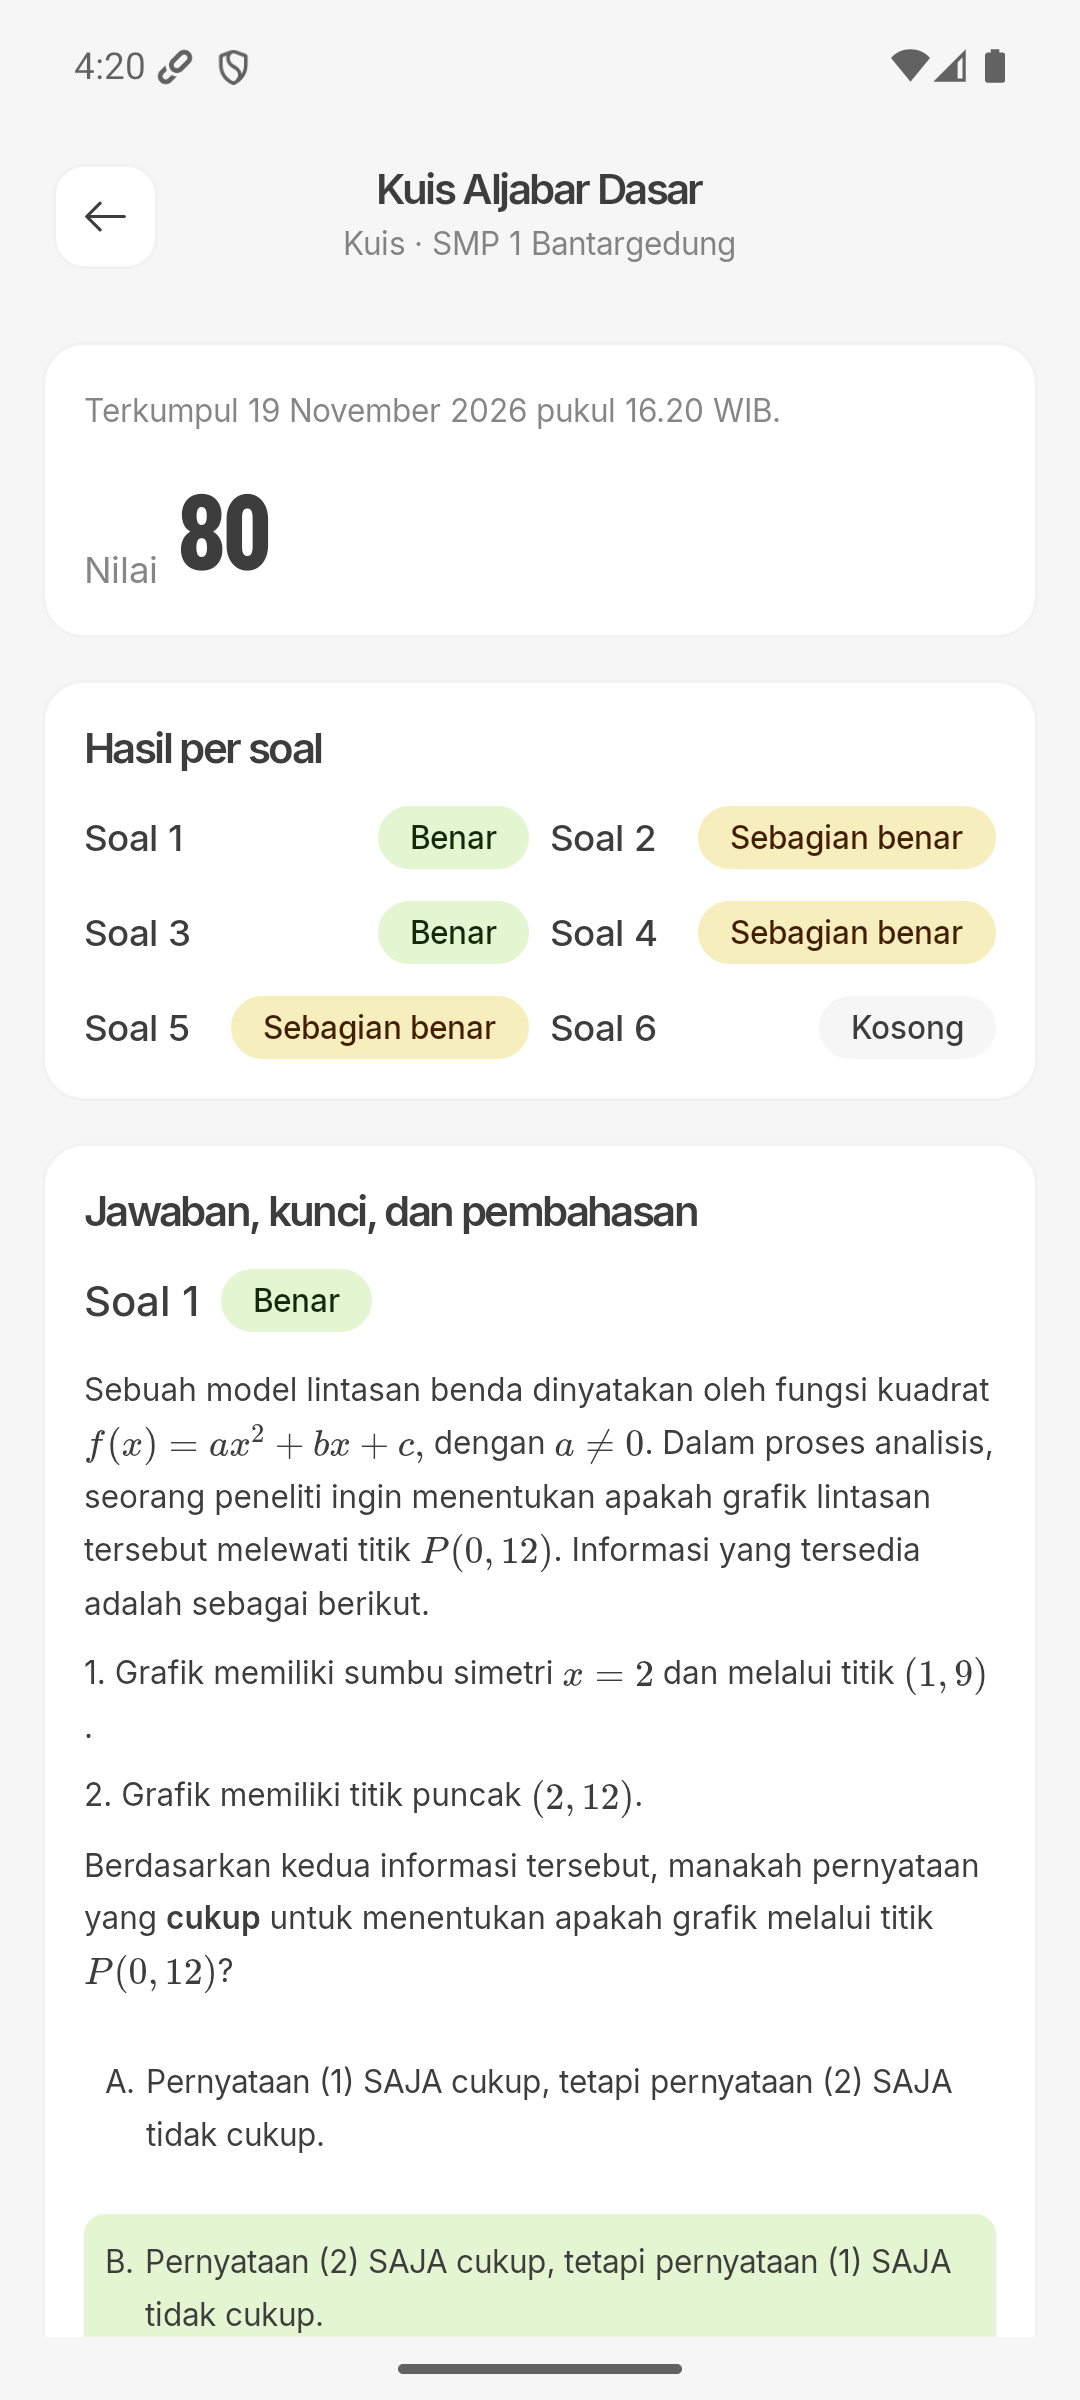 4:20
Kuis Aljabar Dasar
Kuis · SMP 1 Bantargedung
Terkumpul 19 November 2026 pukul 16.20 WIB.
Nilai 80
Hasil per soal
Soal 1 Benar Soal 2 Sebagian benar
Soal 3 Benar Soal 4 Sebagian benar
Soal 5 Sebagian benar Soal 6 Kosong
Jawaban, kunci, dan pembahasan
Soal 1 Benar
Sebuah model lintasan benda dinyatakan oleh fungsi kuadrat
f(x) = ax² + bx + c, dengan a ≠ 0. Dalam proses analisis,
seorang peneliti ingin menentukan apakah grafik lintasan
tersebut melewati titik P(0, 12). Informasi yang tersedia
adalah sebagai berikut.
1. Grafik memiliki sumbu simetri x = 2 dan melalui titik (1, 9)
.
2. Grafik memiliki titik puncak (2, 12).
Berdasarkan kedua informasi tersebut, manakah pernyataan
yang cukup untuk menentukan apakah grafik melalui titik
P(0, 12)?
A. Pernyataan (1) SAJA cukup, tetapi pernyataan (2) SAJA
tidak cukup.
B. Pernyataan (2) SAJA cukup, tetapi pernyataan (1) SAJA
tidak cukup.